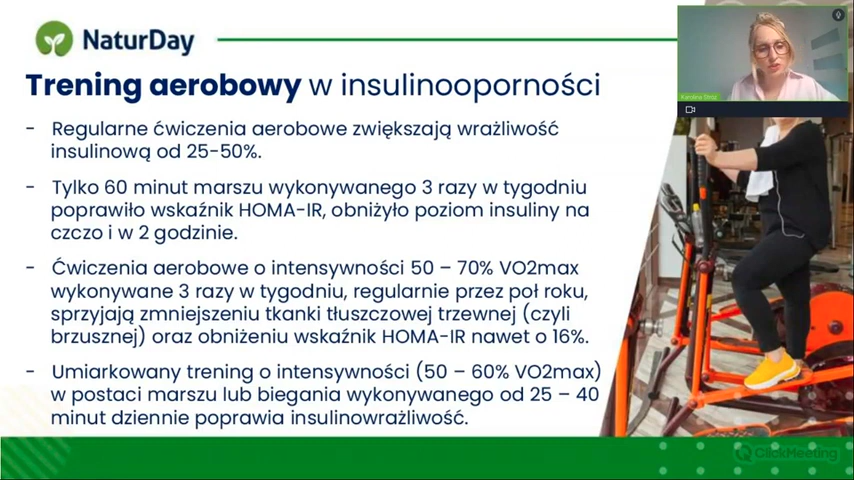 NaturDay
Trening aerobowy w insulinooporności
- Regularne ćwiczenia aerobowe zwiększają wrażliwość
insulinową od 25-50%.
- Tylko 60 minut marszu wykonywanego 3 razy w tygodniu
poprawiło wskaźnik HOMA-IR, obniżyło poziom insuliny na
czczo i w 2 godzinie.
- Ćwiczenia aerobowe o intensywności 50 – 70% VO2max
wykonywane 3 razy w tygodniu, regularnie przez poł roku,
sprzyjają zmniejszeniu tkanki tłuszczowej trzewnej (czyli
brzusznej) oraz obniżeniu wskaźnik HOMA-IR nawet o 16%.
- Umiarkowany trening o intensywności (50 – 60% VO2max)
w postaci marszu lub biegania wykonywanego od 25 – 40
minut dziennie poprawia insulinowrażliwość.
ClickMeeting